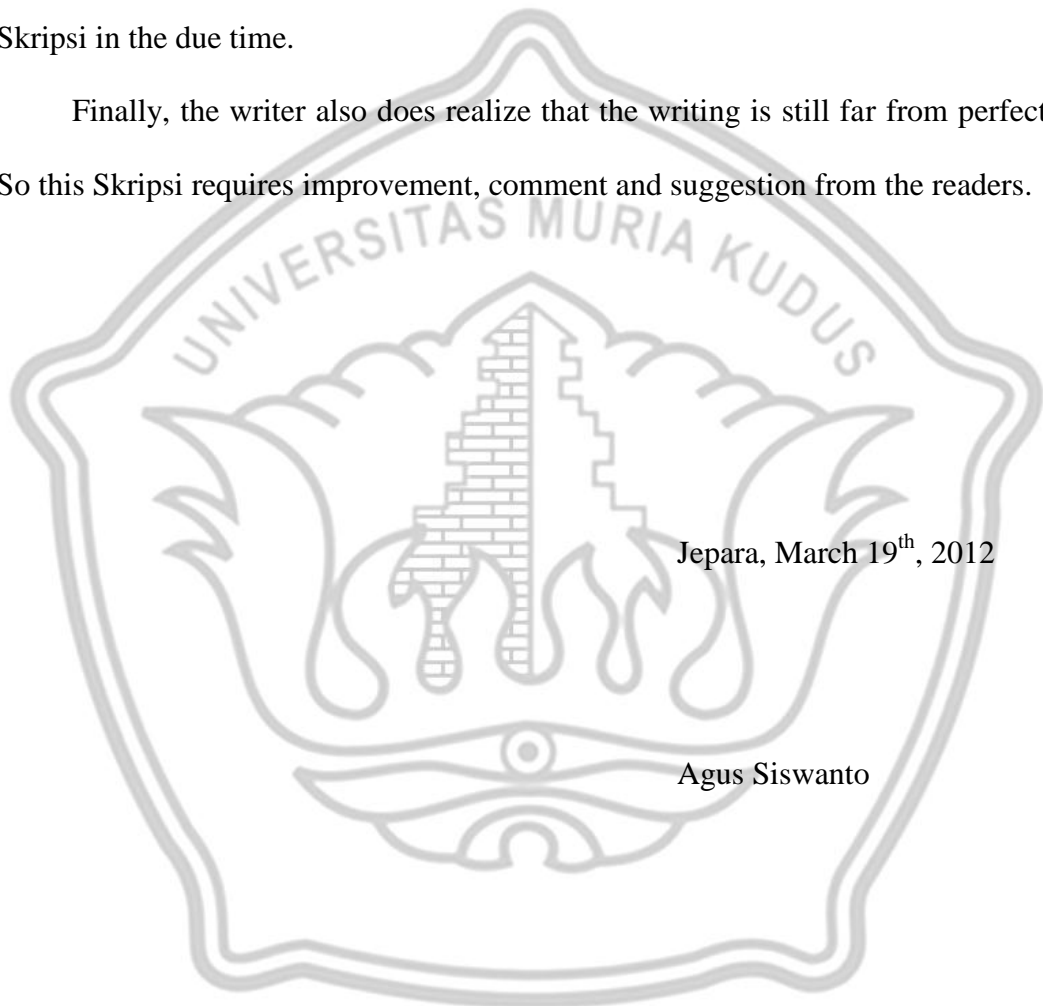 Skripsi in the due time.
Finally, the writer also does realize that the writing is still far from perfect
So this Skripsi requires improvement, comment and suggestion from the readers.
UNIVERSITAS MURIA KUDUS
Jepara, March 19th, 2012
Agus Siswanto